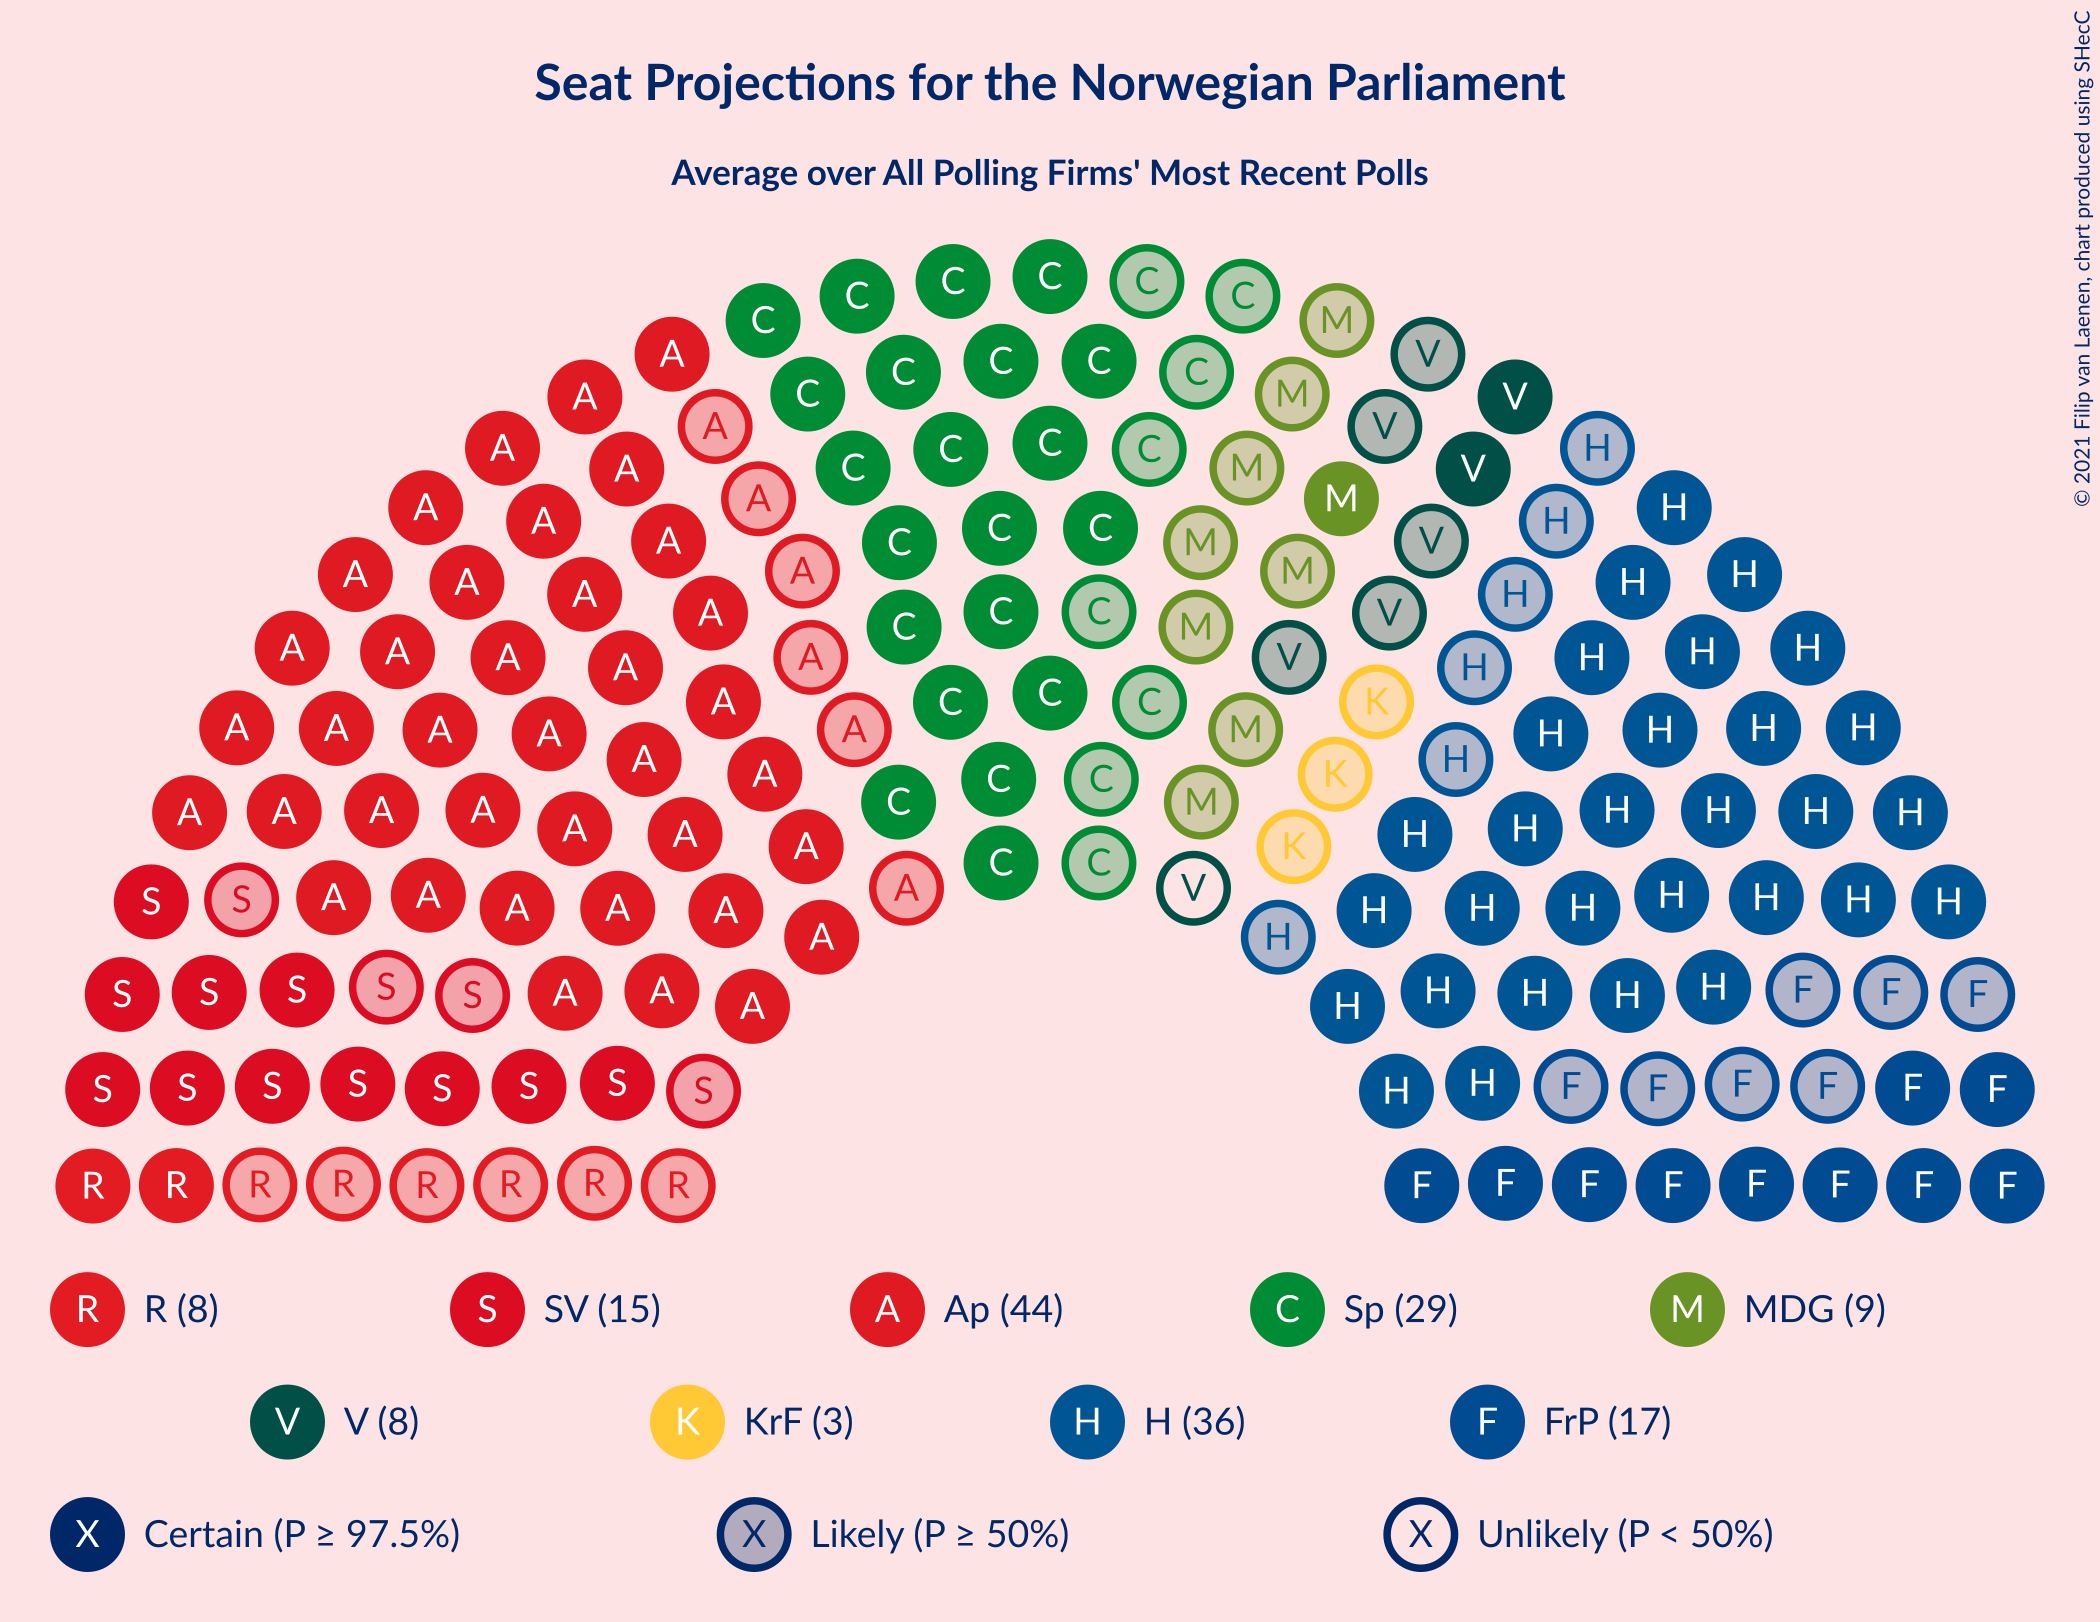 Seat Projections for the Norwegian Parliament
Average over All Polling Firms' Most Recent Polls
© 2021 Filip van Laenen, chart produced using SHecC
C C C C C C M V V H H H H H H H H F F F
A A C C C C C C M V V H H H H H H F F
A A A A C C C C M M V H H H H H H F F
A A A A A C C C M M V H H H H H F F
A A A A A A C C C M V K H H H H F F
A A A A A A C C C M K H H H H F F
A A A A A A A C C C M K H H H H F
S S A A A A A A A C C V H H H H
S S S S S A A A H H H H H F F F
S S S S S S S S H H F F F F F F
R R R R R R R R F F F F F F F F
R R (8) S SV (15) A Ap (44) C Sp (29) M MDG (9)
V V (8) K KrF (3) H H (36) F FrP (17)
X Certain (P ≥ 97.5%) X Likely (P ≥ 50%) X Unlikely (P < 50%)